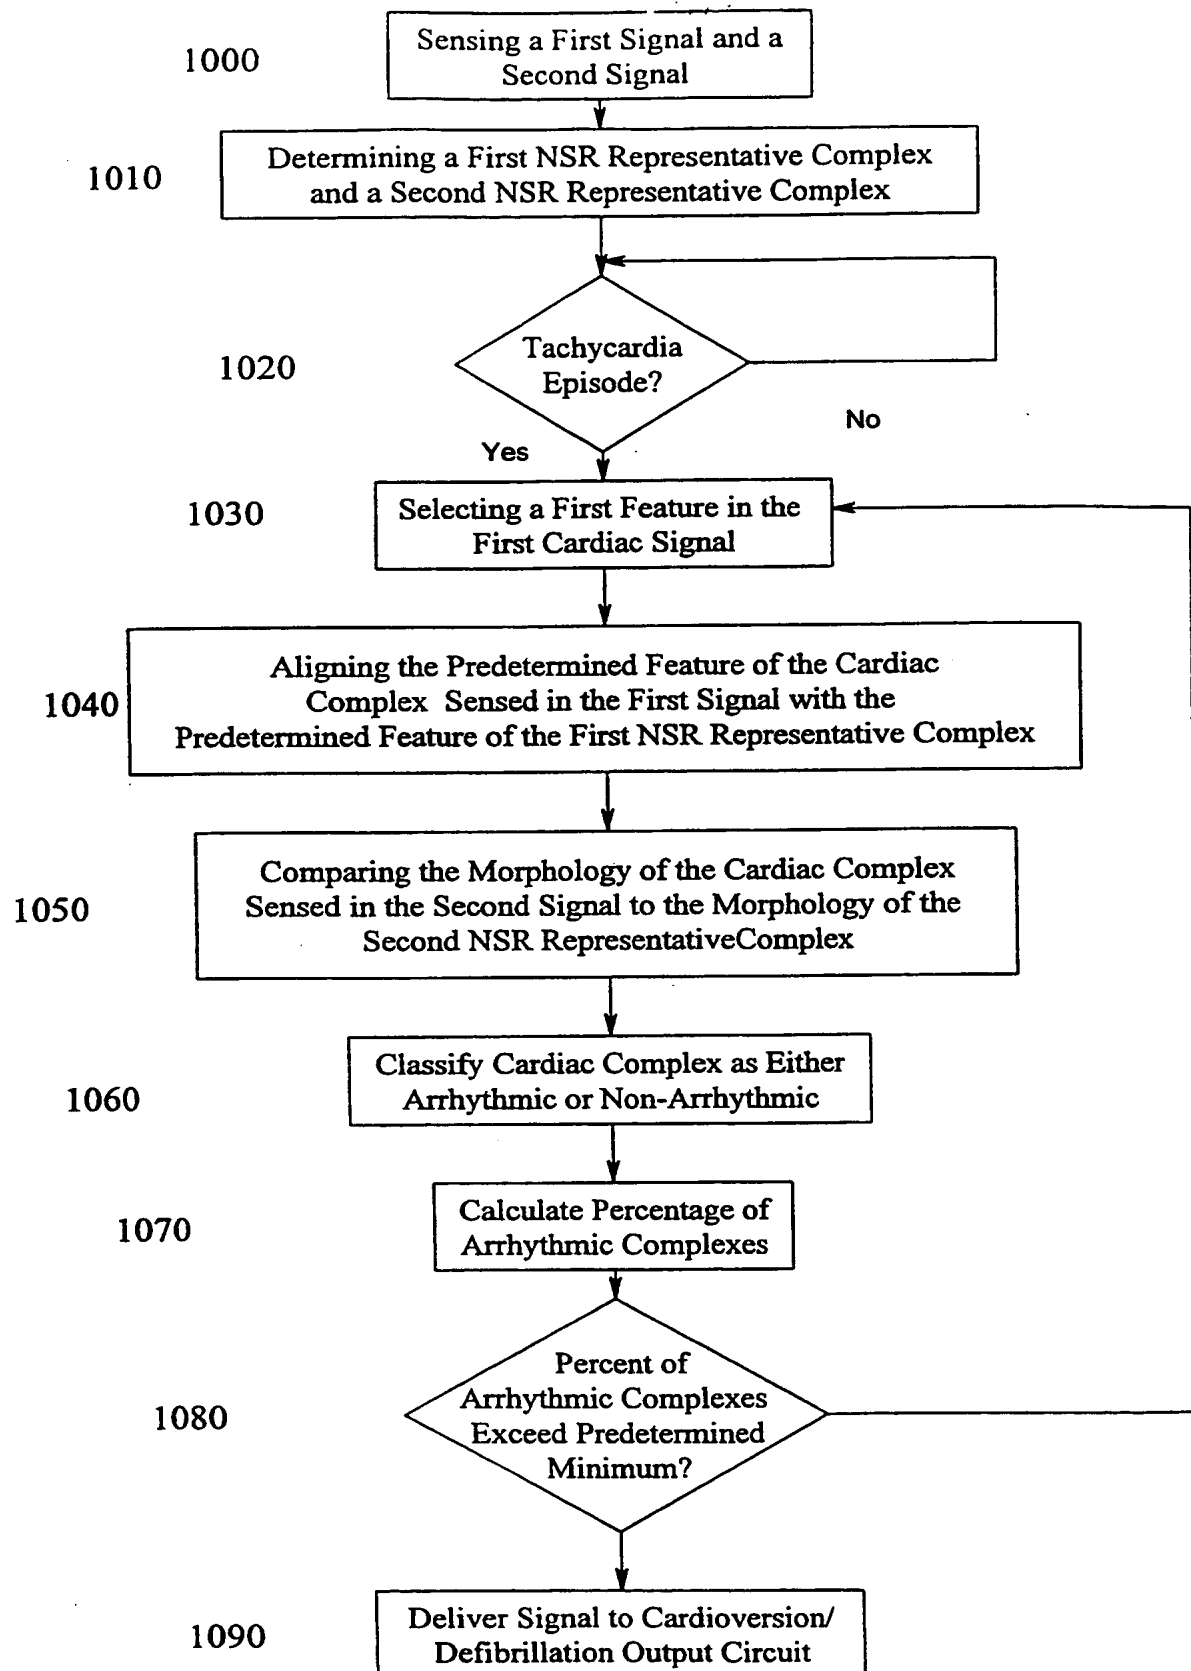 Sensing a First Signal and a
1000
Second Signal
Determining a First NSR Representative Complex
1010
and a Second NSR Representative Complex
Tachycardia
1020
Episode?
No
Yes
1030
Selecting a First Feature in the
First Cardiac Signal
Aligning the Predetermined Feature of the Cardiac
1040
Complex Sensed in the First Signal with the
Predetermined Feature of the First NSR Representative Complex
Comparing the Morphology of the Cardiac Complex
1050
Sensed in the Second Signal to the Morphology of the
Second NSR RepresentativeComplex
Classify Cardiac Complex as Either
1060
Arrhythmic or Non-Arrhythmic
Calculate Percentage of
1070
Arrhythmic Complexes
Percent of
Arrhythmic Complexes
1080
Exceed Predetermined
Minimum?
Deliver Signal to Cardioversion/
1090
Defibrillation Output Circuit